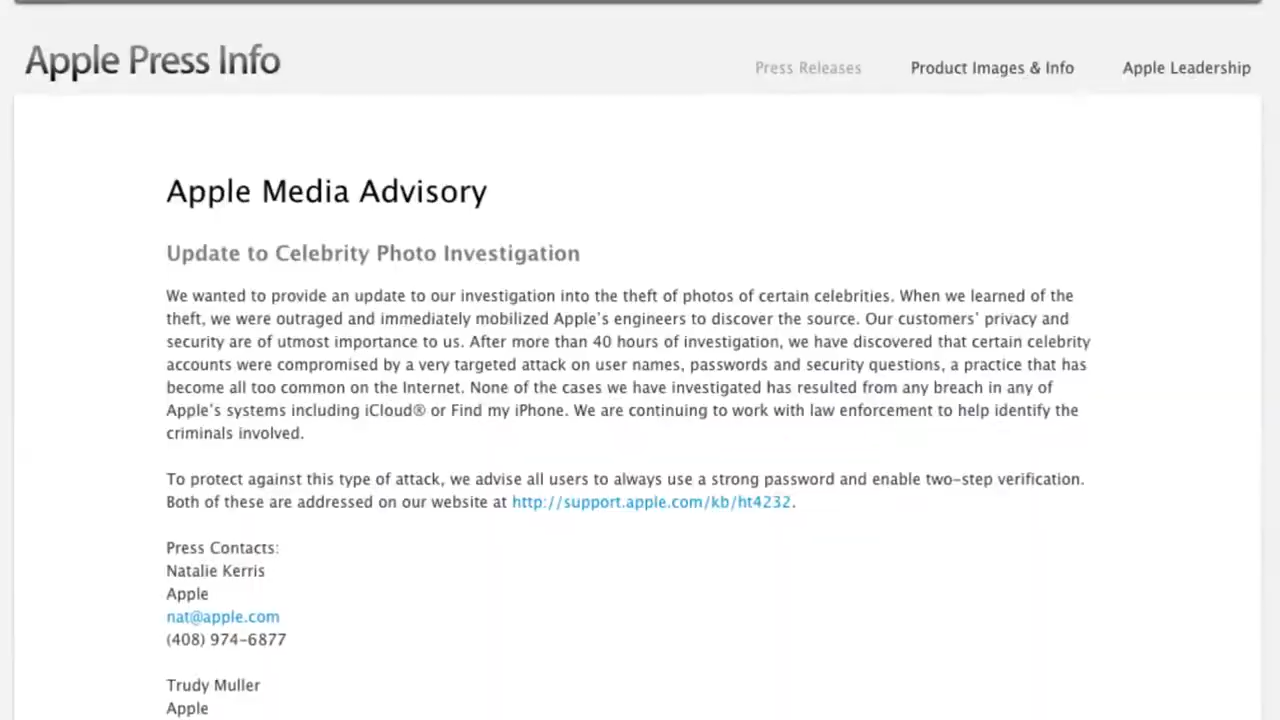 Apple Press Info
Press Releases Product Images & Info Apple Leadership
Apple Media Advisory
Update to Celebrity Photo Investigation
We wanted to provide an update to our investigation into the theft of photos of certain celebrities. When we learned of the
theft, we were outraged and immediately mobilized Apple's engineers to discover the source. Our customers' privacy and
security are of utmost importance to us. After more than 40 hours of investigation, we have discovered that certain celebrity
accounts were compromised by a very targeted attack on user names, passwords and security questions, a practice that has
become all too common on the Internet. None of the cases we have investigated has resulted from any breach in any of
Apple's systems including iCloud® or Find my iPhone. We are continuing to work with law enforcement to help identify the
criminals involved.
To protect against this type of attack, we advise all users to always use a strong password and enable two-step verification.
Both of these are addressed on our website at http://support.apple.com/kb/ht4232.
Press Contacts:
Natalie Kerris
Apple
nat@apple.com
(408) 974-6877
Trudy Muller
Apple